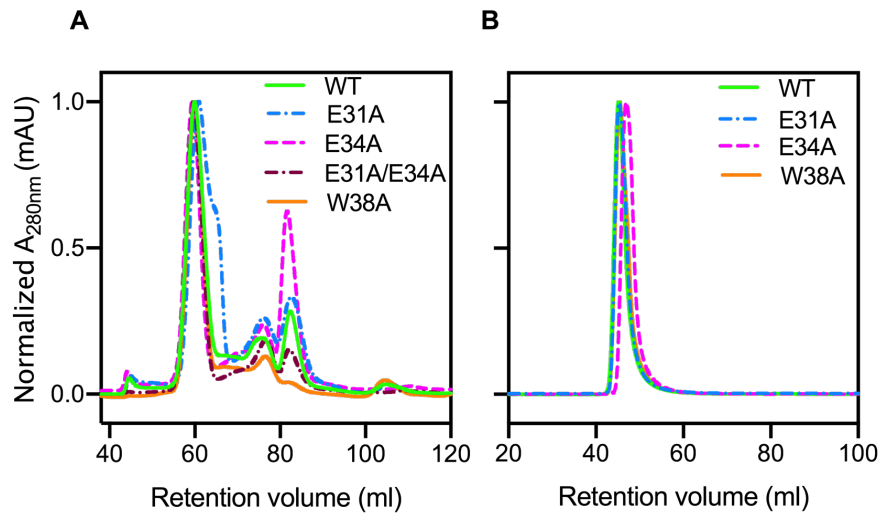 A
B
WT
E31A
E34A
E31A/E34A
W38A
WT
E31A
E34A
W38A
Normalized A280nm (mAU)
1.0
0.5
0.0
40 60 80 100 120
20 40 60 80 100
Retention volume (ml)
Retention volume (ml)